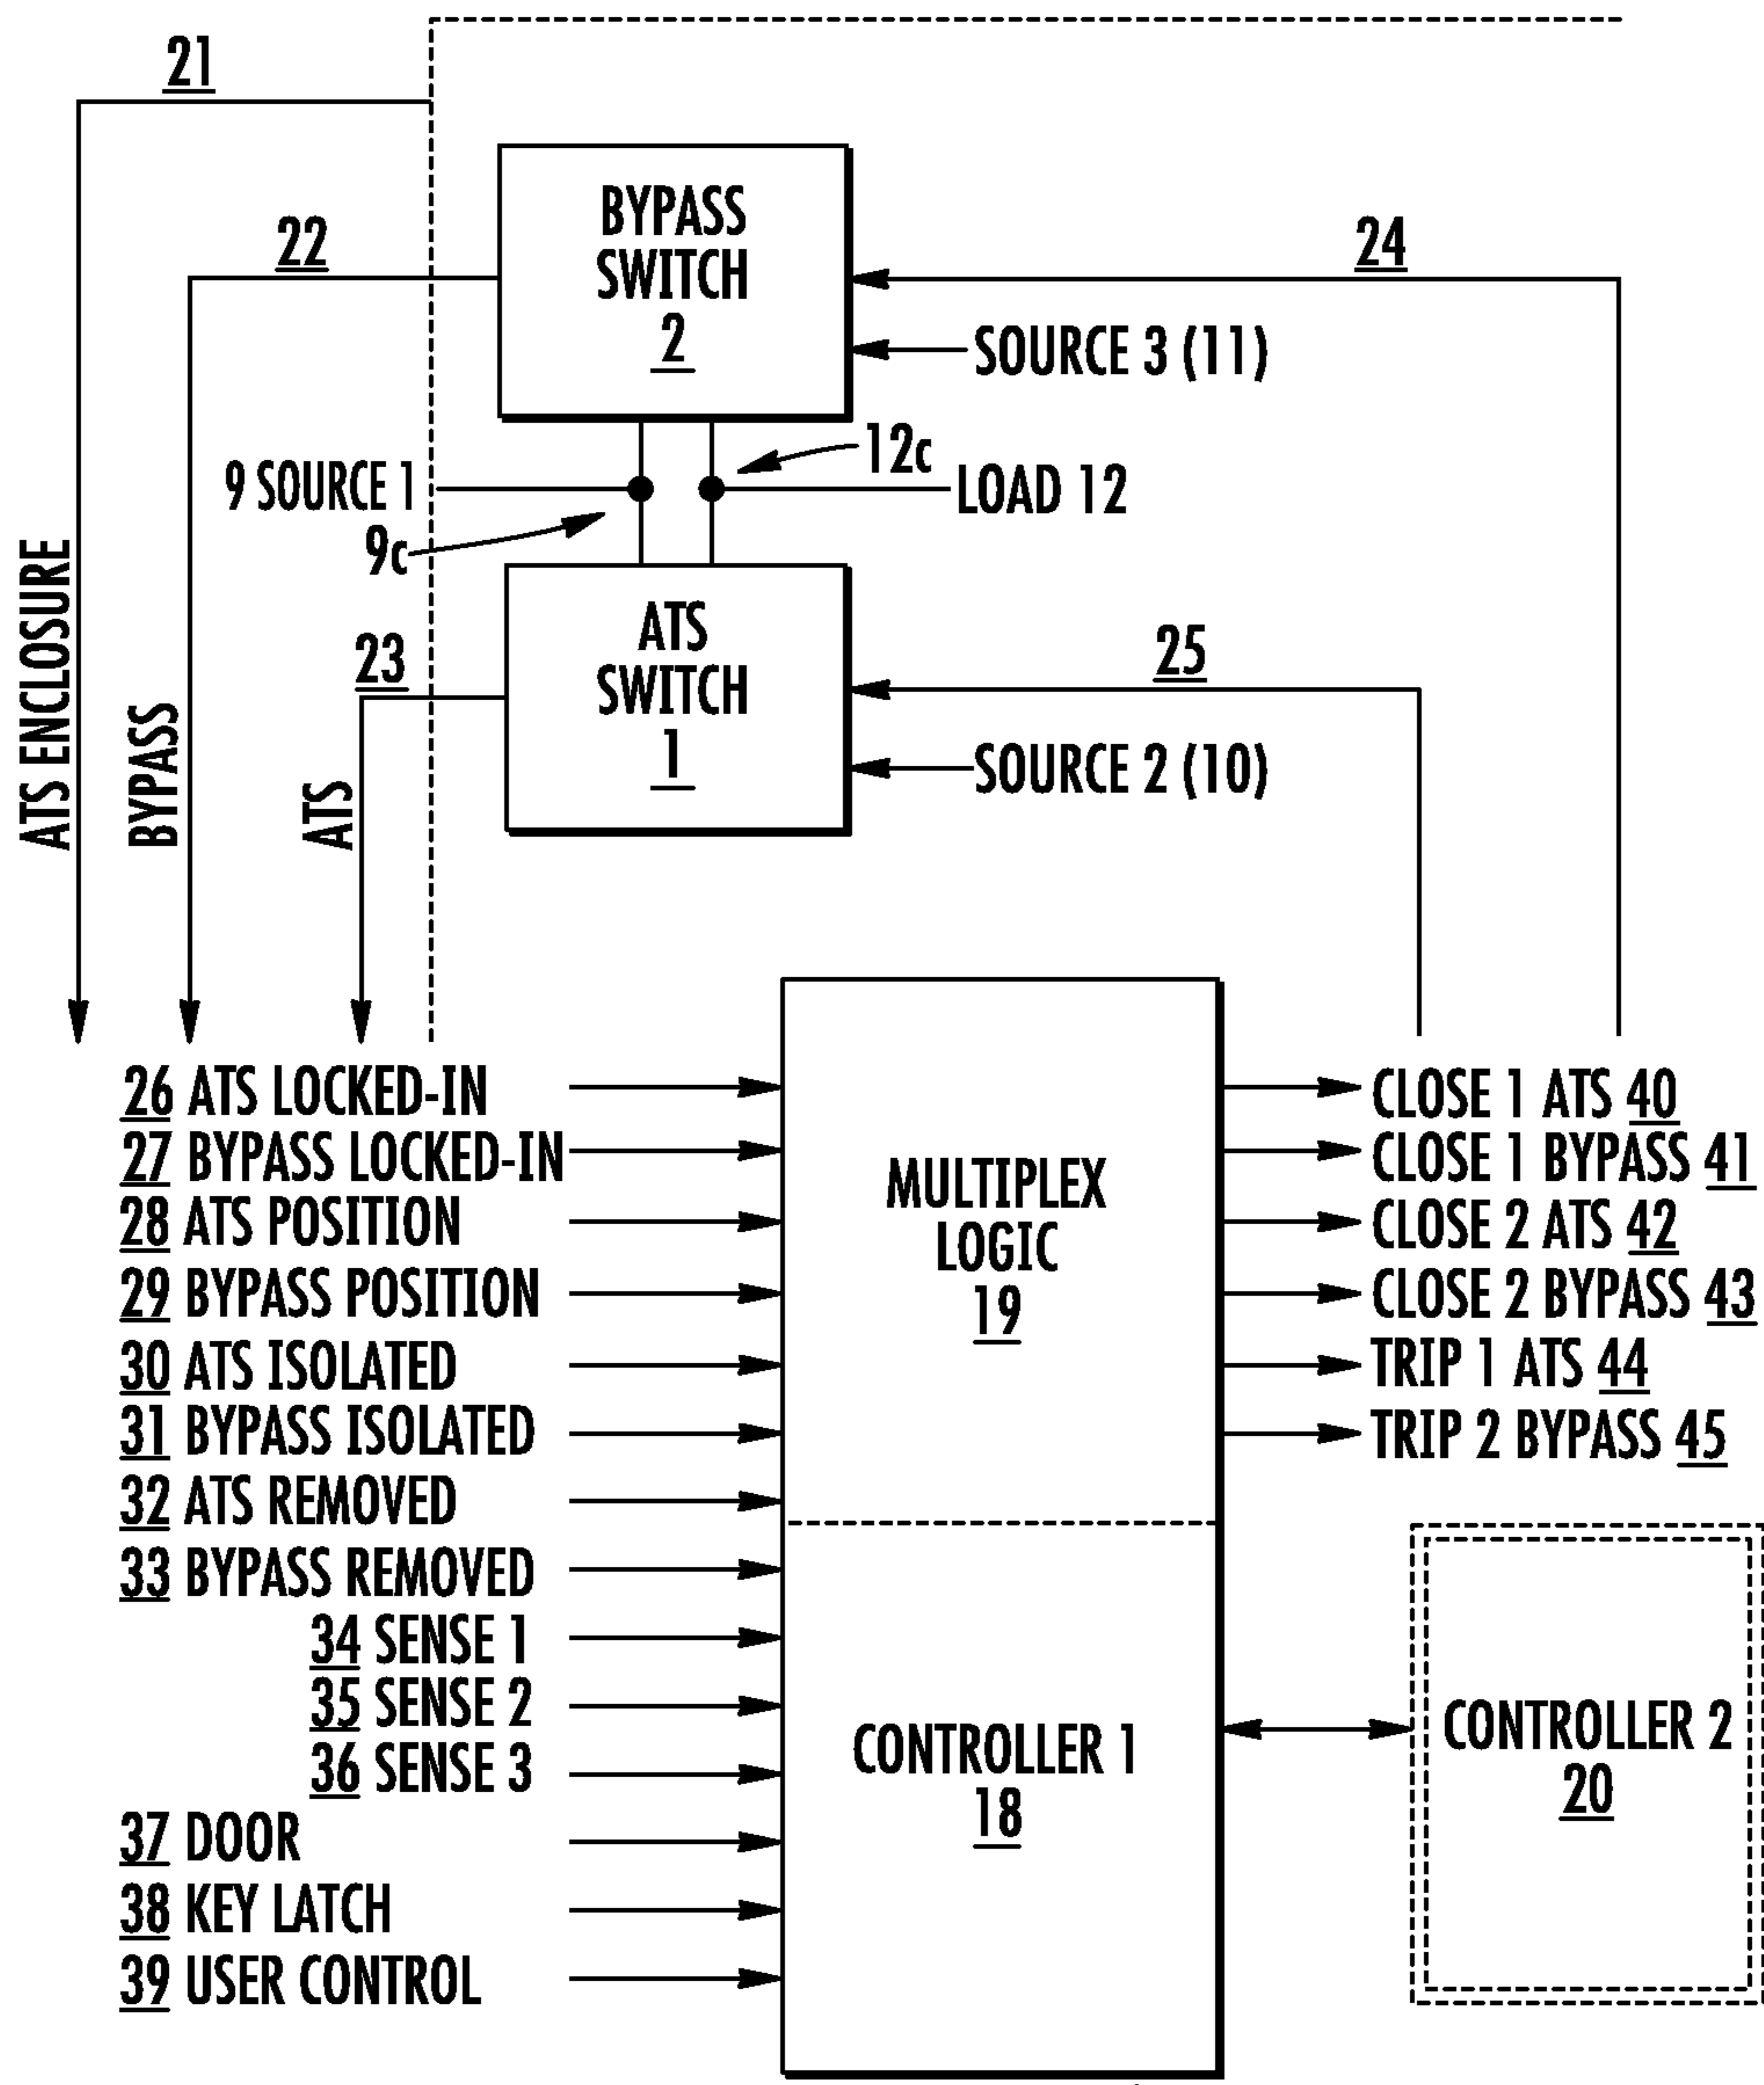 21
BYPASS
SWITCH
2
22
24
SOURCE 3 (11)
12c
9 SOURCE 1
LOAD 12
9c
ATS ENCLOSURE
BYPASS
ATS
23
ATS
SWITCH
1
25
SOURCE 2 (10)
26 ATS LOCKED-IN
27 BYPASS LOCKED-IN
28 ATS POSITION
29 BYPASS POSITION
30 ATS ISOLATED
31 BYPASS ISOLATED
32 ATS REMOVED
33 BYPASS REMOVED
34 SENSE 1
35 SENSE 2
36 SENSE 3
37 DOOR
38 KEY LATCH
39 USER CONTROL
MULTIPLEX
LOGIC
19
CONTROLLER 1
18
CLOSE 1 ATS 40
CLOSE 1 BYPASS 41
CLOSE 2 ATS 42
CLOSE 2 BYPASS 43
TRIP 1 ATS 44
TRIP 2 BYPASS 45
CONTROLLER 2
20